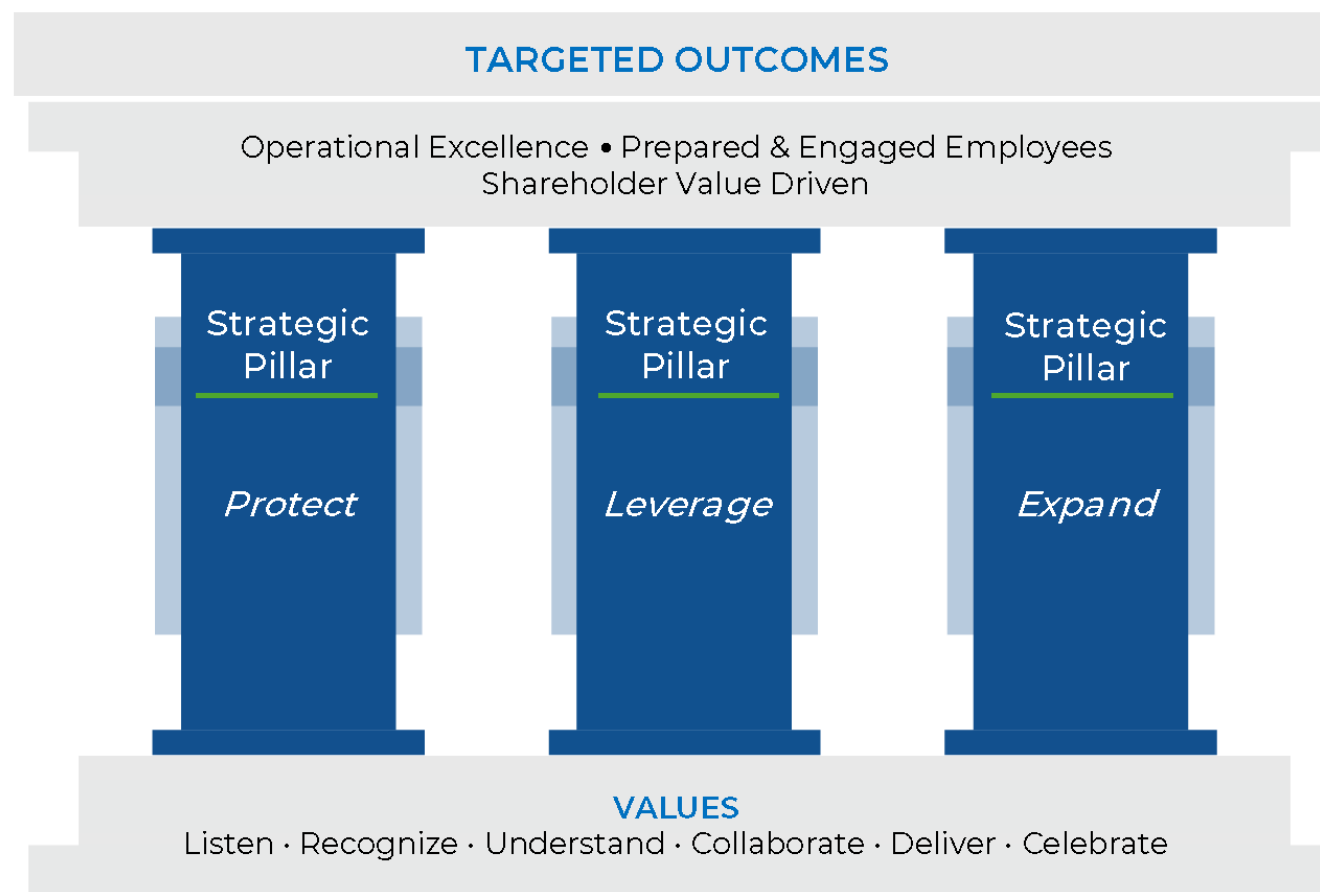 TARGETED OUTCOMES
Operational Excellence • Prepared & Engaged Employees
Shareholder Value Driven
Strategic
Pillar
Protect
Strategic
Pillar
Leverage
Strategic
Pillar
Expand
VALUES
Listen · Recognize · Understand · Collaborate · Deliver · Celebrate